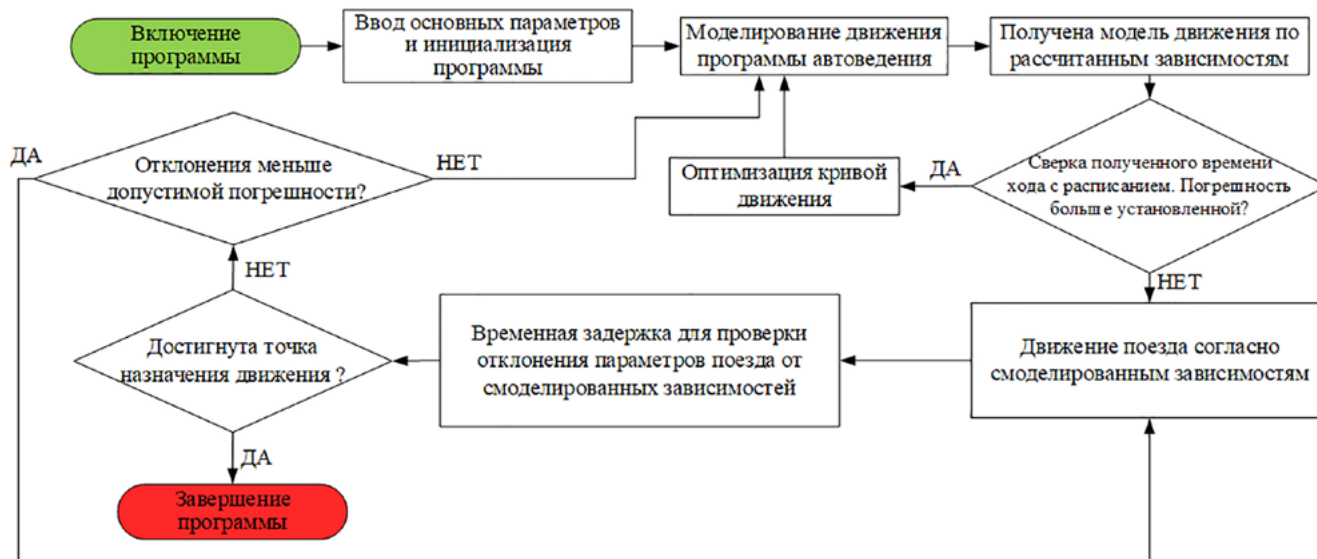 Включение
программы
Ввод основных параметров
и инициализация
программы
Моделирование движения
программы автоведения
Получена модель движения по
рассчитанным зависимостям
Сверка полученного времени
хода с расписанием. Погрешность
больше установленной?
ДА
Оптимизация кривой
движения
НЕТ
Движение поезда согласно
смоделированным зависимостям
Временная задержка для проверки
отклонения параметров поезда от
смоделированных зависимостей
Достигнута точка
назначения движения ?
НЕТ
ДА
Отклонения меньше
допустимой погрешности?
НЕТ
ДА
Завершение
программы